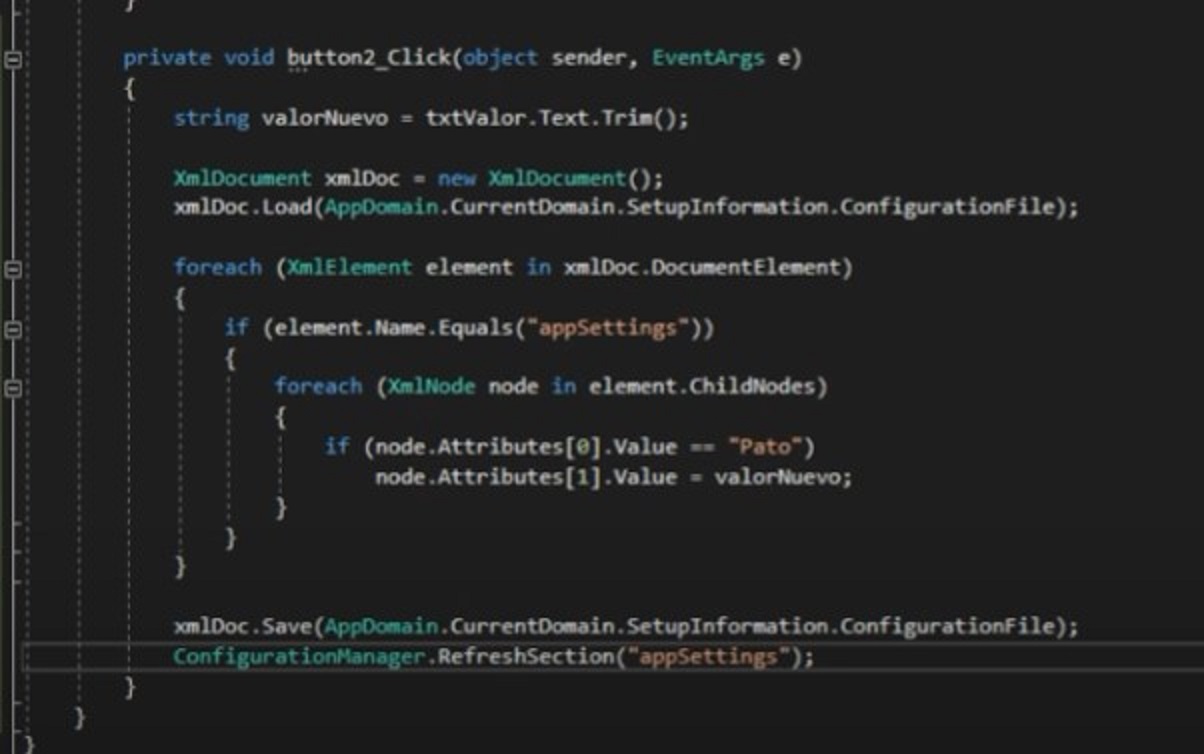 }
private void button2_Click(object sender, EventArgs e)
{
string valorNuevo = txtValor.Text.Trim();
XmlDocument xmlDoc = new XmlDocument();
xmlDoc.Load(AppDomain.CurrentDomain.SetupInformation.ConfigurationFile);
foreach (XmlElement element in xmlDoc.DocumentElement)
{
if (element.Name.Equals("appSettings"))
{
foreach (XmlNode node in element.ChildNodes)
{
if (node.Attributes[0].Value == "Pato")
node.Attributes[1].Value = valorNuevo;
}
}
}
xmlDoc.Save(AppDomain.CurrentDomain.SetupInformation.ConfigurationFile);
ConfigurationManager.RefreshSection("appSettings");
}
}
}